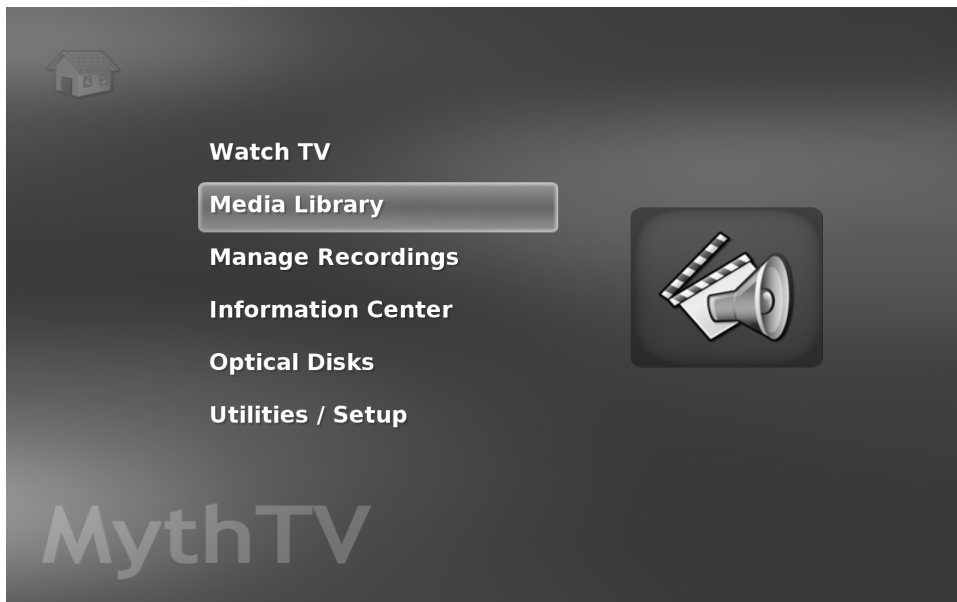 Watch TV
Media Library
Manage Recordings
Information Center
Optical Disks
Utilities / Setup
MythTV